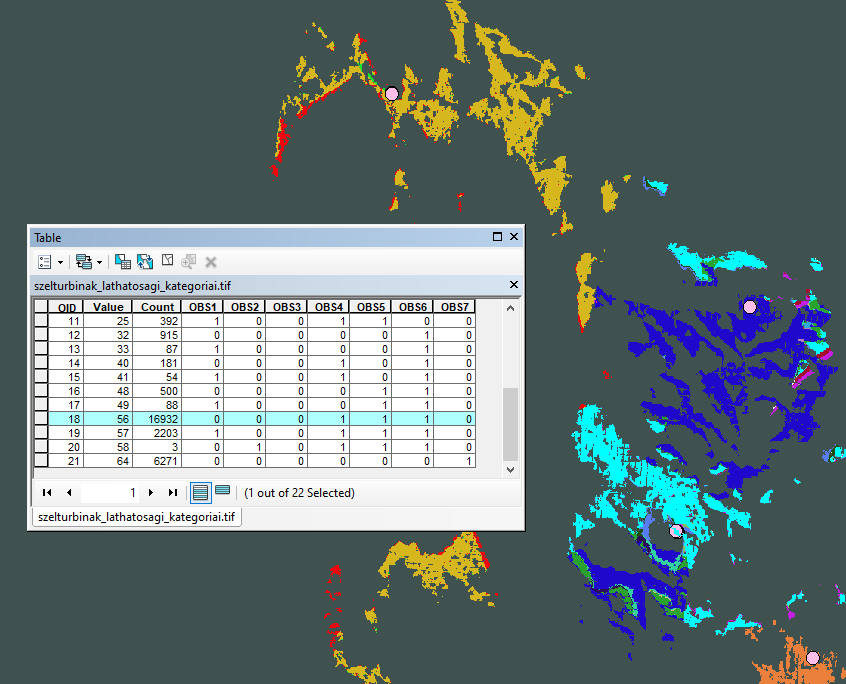 Table
szelturbinak_lathatosagi_kategoriai.tif
OID Value Count OBS1 OBS2 OBS3 OBS4 OBS5 OBS6 OBS7
11 25 392 1 0 0 1 1 0 0
12 32 915 0 0 0 0 0 1 0
13 33 87 1 0 0 0 0 1 0
14 40 181 0 0 0 1 0 1 0
15 41 54 1 0 0 1 0 1 0
16 48 500 0 0 0 0 1 1 0
17 49 88 1 0 0 0 1 1 0
18 56 16932 0 0 0 1 1 1 0
19 57 2203 1 0 0 1 1 1 0
20 58 3 0 1 0 1 1 1 0
21 64 6271 0 0 0 0 0 0 1
1 (1 out of 22 Selected)
szelturbinak_lathatosagi_kategoriai.tif